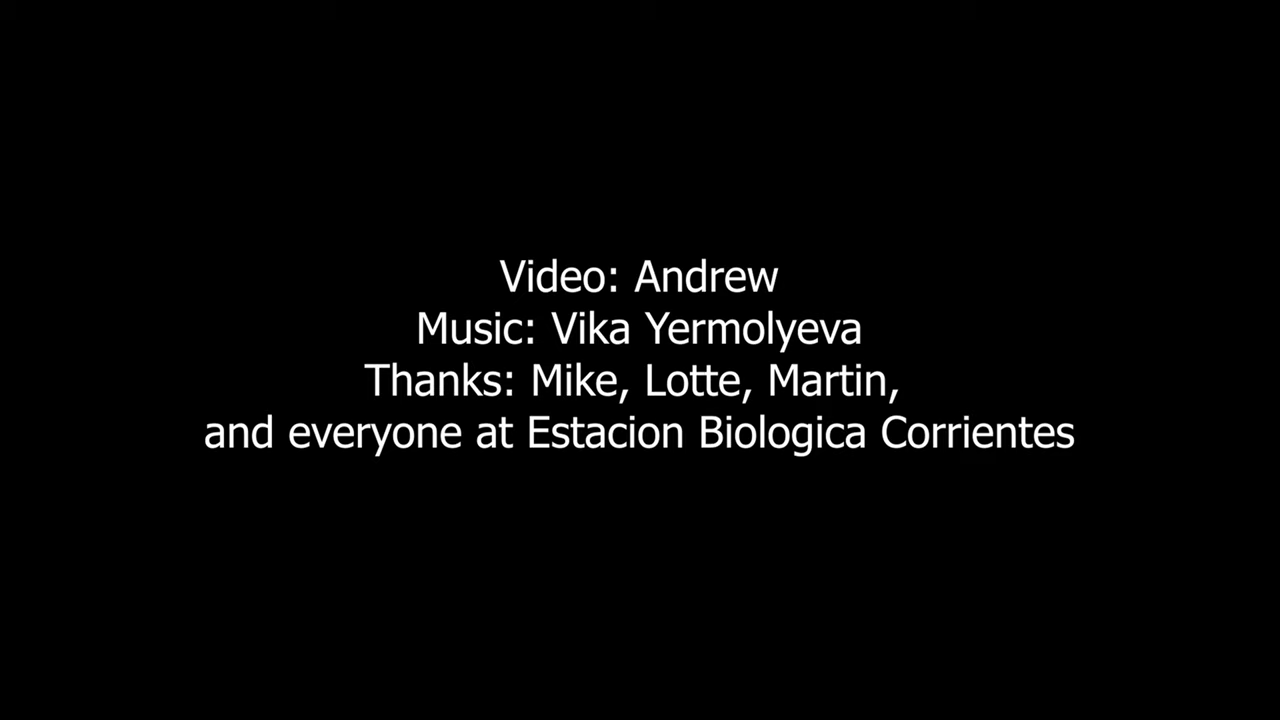 Video: Andrew
Music: Vika Yermolyeva
Thanks: Mike, Lotte, Martin,
and everyone at Estacion Biologica Corrientes